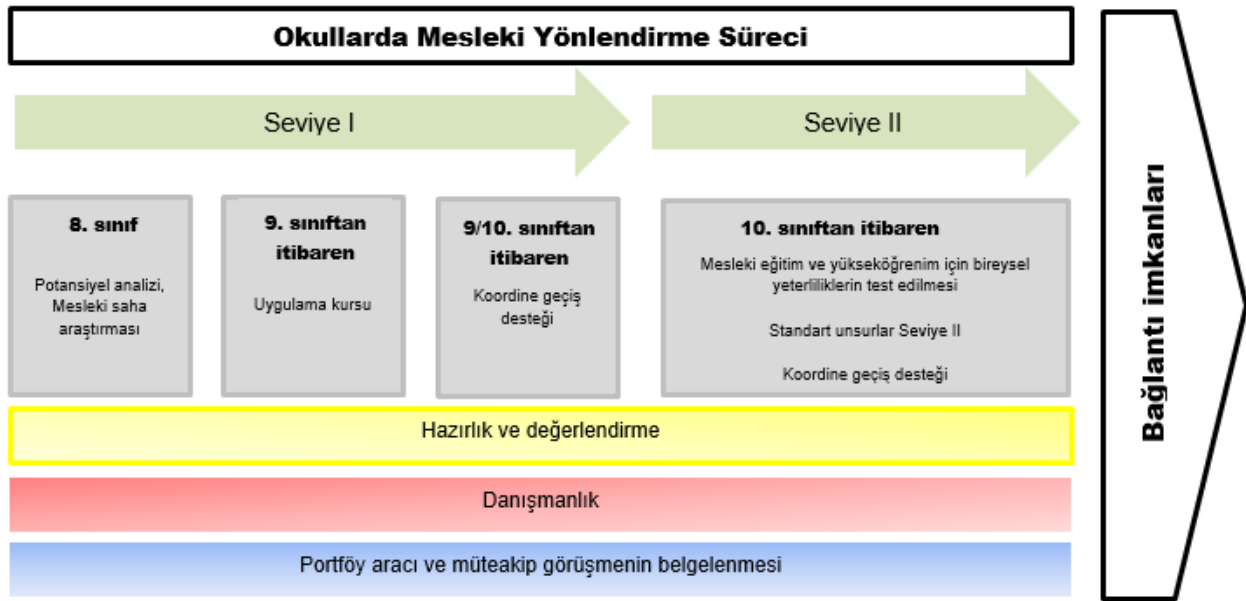 Okullarda Mesleki Yönlendirme Süreci
Seviye I
Seviye II
8. sınıf
Potansiyel analizi,
Mesleki saha
araştırması
9. sınıftan
itibaren
Uygulama kursu
9/10. sınıftan
itibaren
Koordine geçiş
desteği
10. sınıftan itibaren
Mesleki eğitim ve yükseköğrenim için bireysel
yeterliliklerin test edilmesi
Standart unsurlar Seviye II
Koordine geçiş desteği
Hazırlık ve değerlendirme
Danışmanlık
Portföy aracı ve müteakip görüşmenin belgelenmesi
Bağlantı imkanları